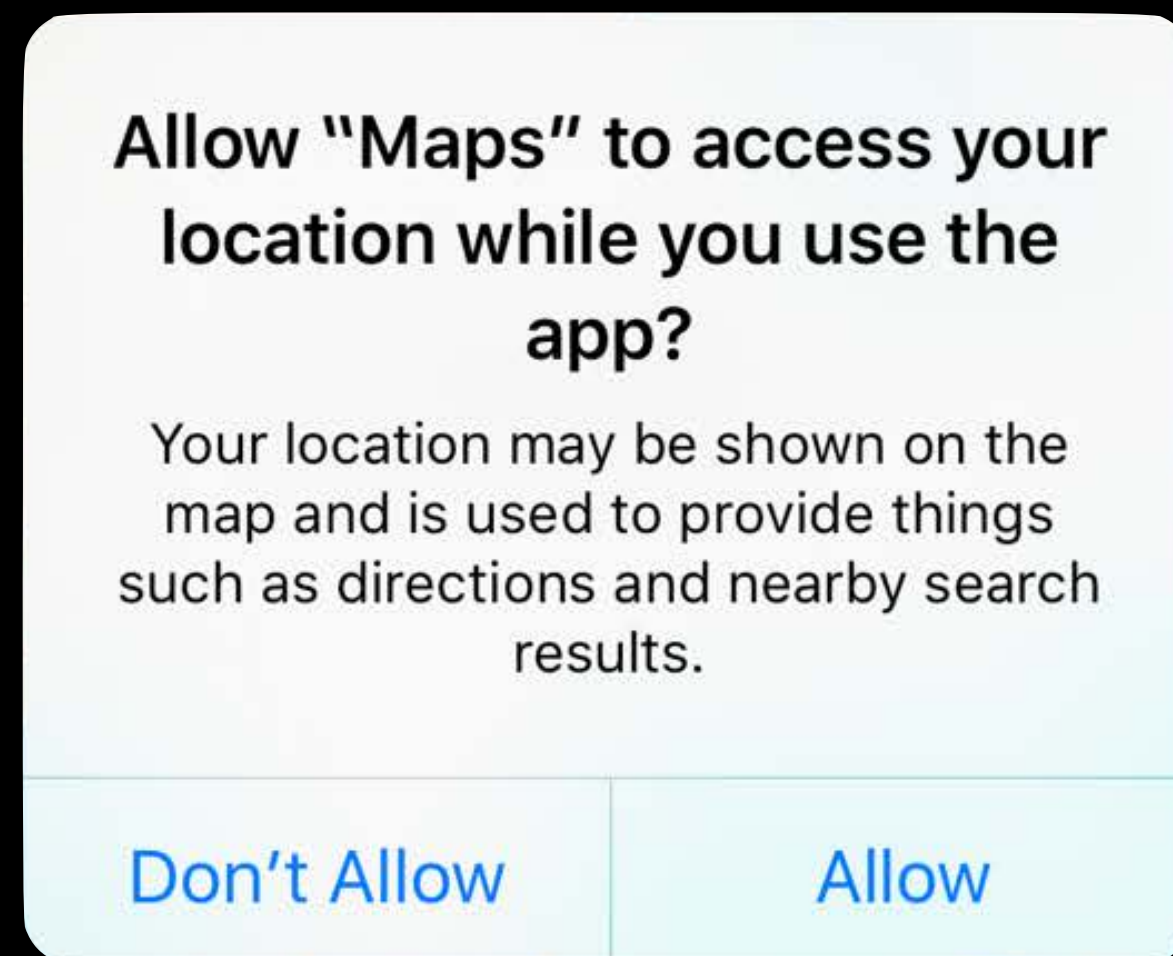 Allow "Maps" to access your
location while you use the
app?
Your location may be shown on the
map and is used to provide things
such as directions and nearby search
results.
Don’t Allow
Allow